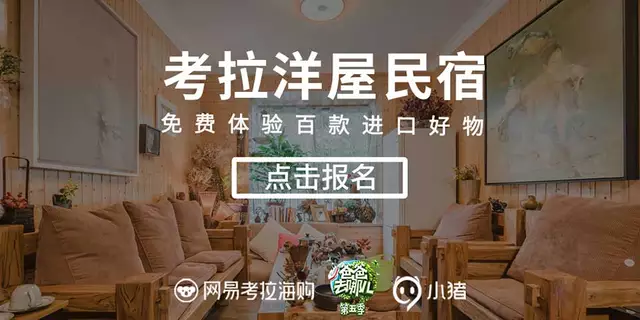 考拉洋屋民宿
免费体验百款进口好物
点击报名
网易考拉海购
爸爸去哪儿
第五季
小猪